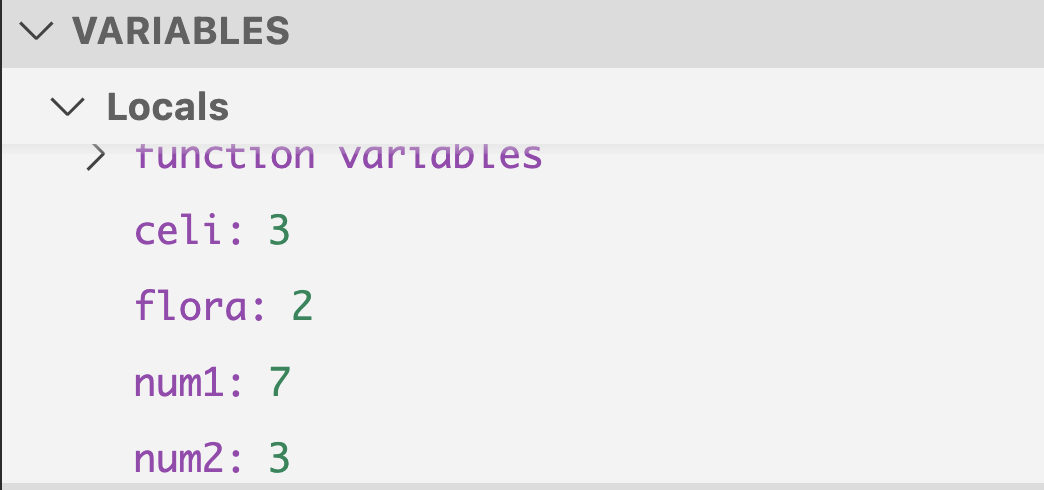 VARIABLES
Locals
function variables
celi: 3
flora: 2
num1: 7
num2: 3